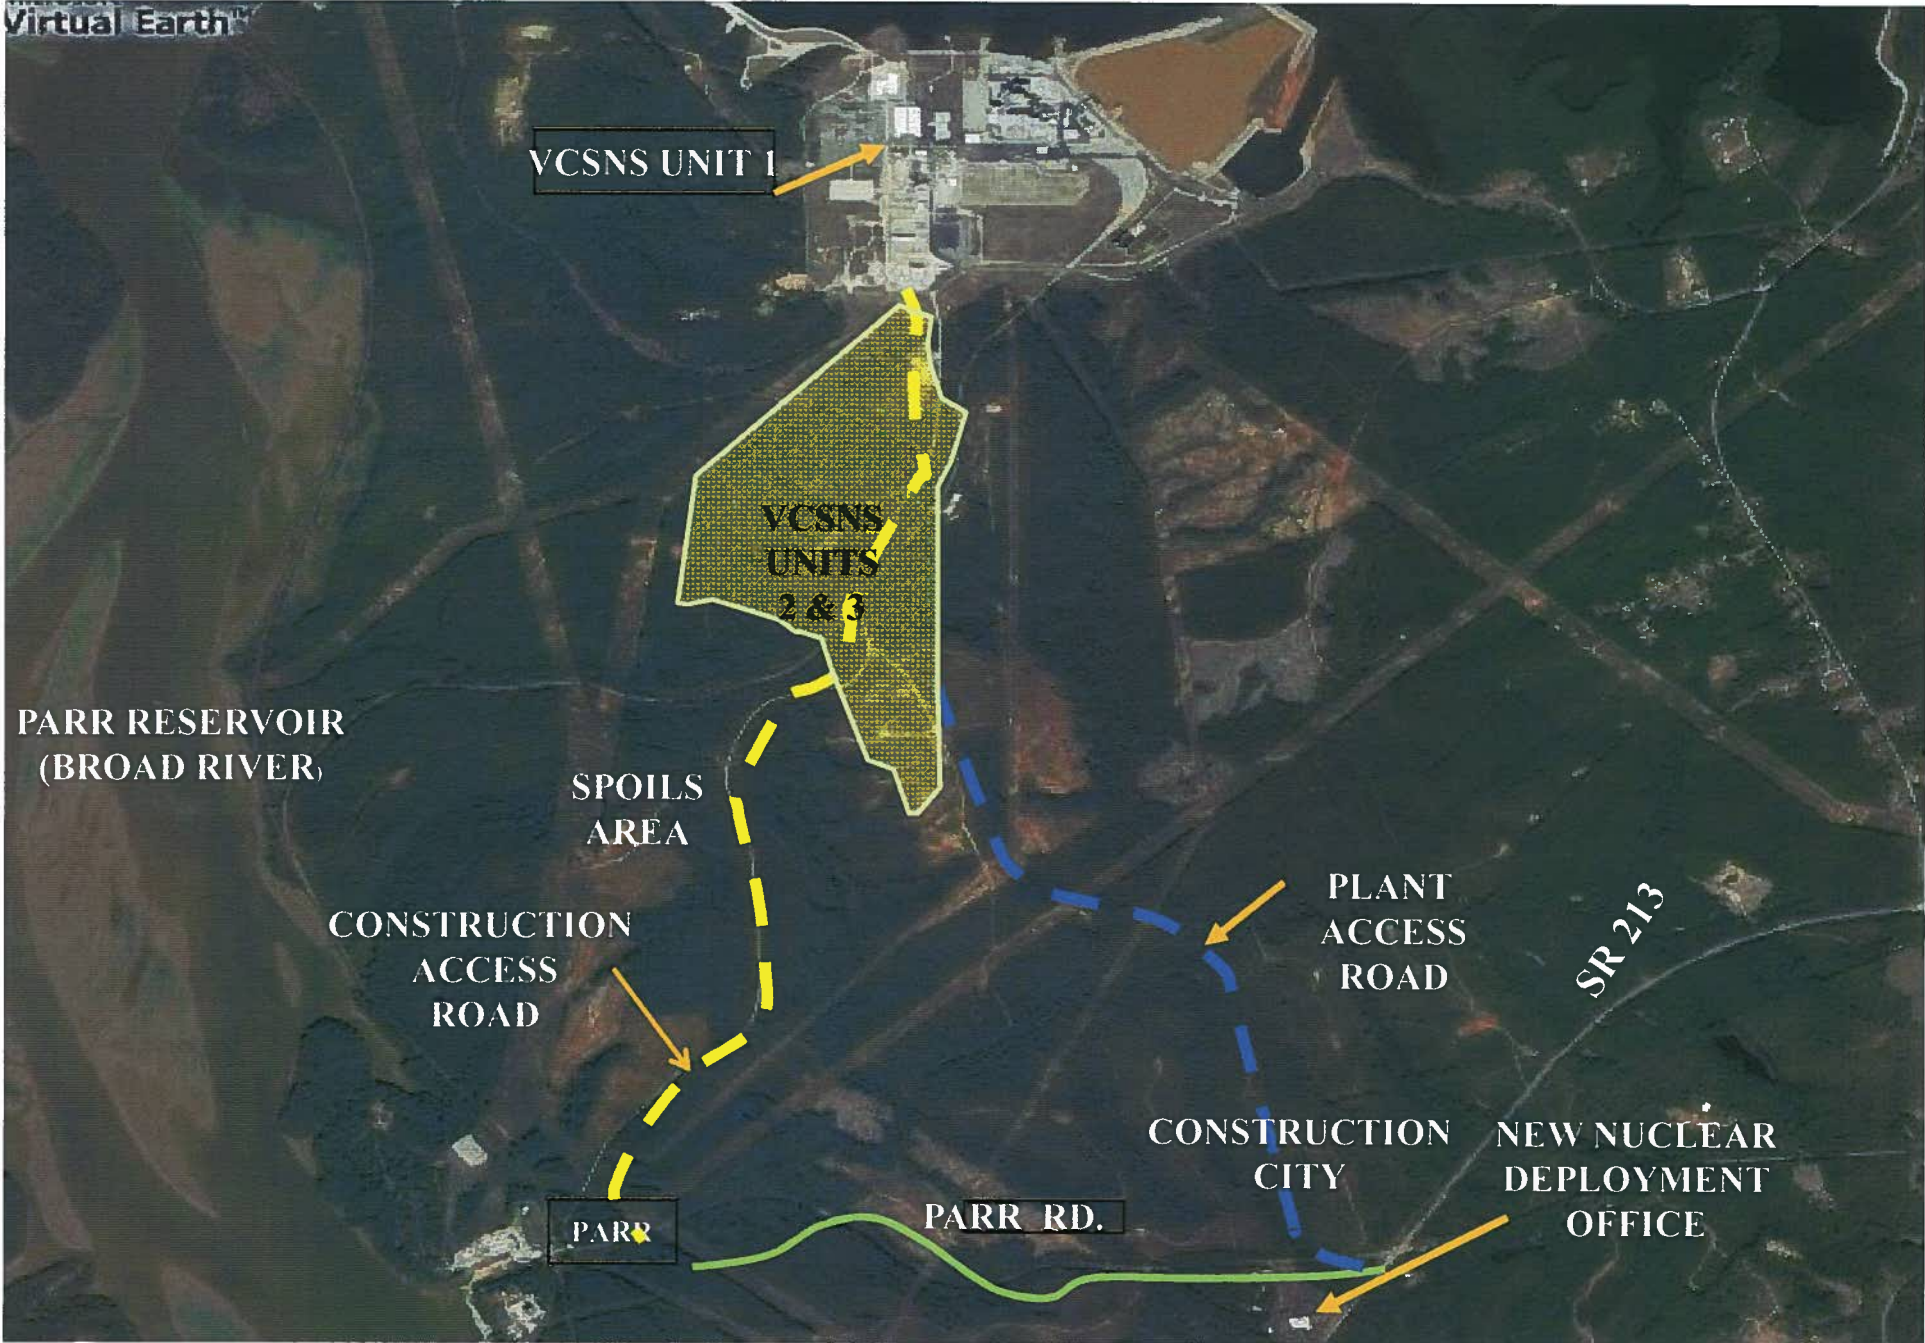 Virtual Earth™
VCSNS UNIT 1
VCSNS
UNITS
2 & 3
PARR RESERVOIR
(BROAD RIVER)
SPOILS
AREA
CONSTRUCTION
ACCESS
ROAD
PLANT
ACCESS
ROAD
SR 213
CONSTRUCTION
CITY
NEW NUCLEAR
DEPLOYMENT
OFFICE
PARR
PARR RD.